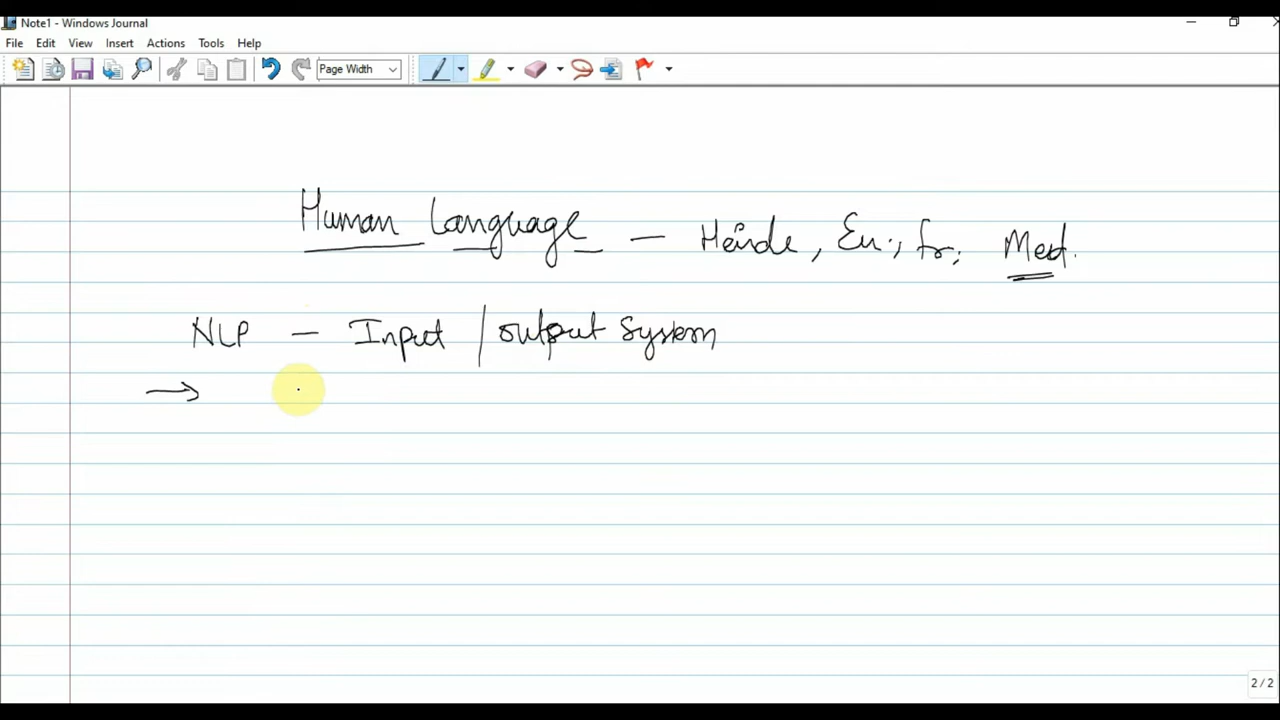 Note1 - Windows Journal
File Edit View Insert Actions Tools Help
Page Width
Human Language — Hinde, En., fr, Med.
NLP — Input / output System
→
2 / 2